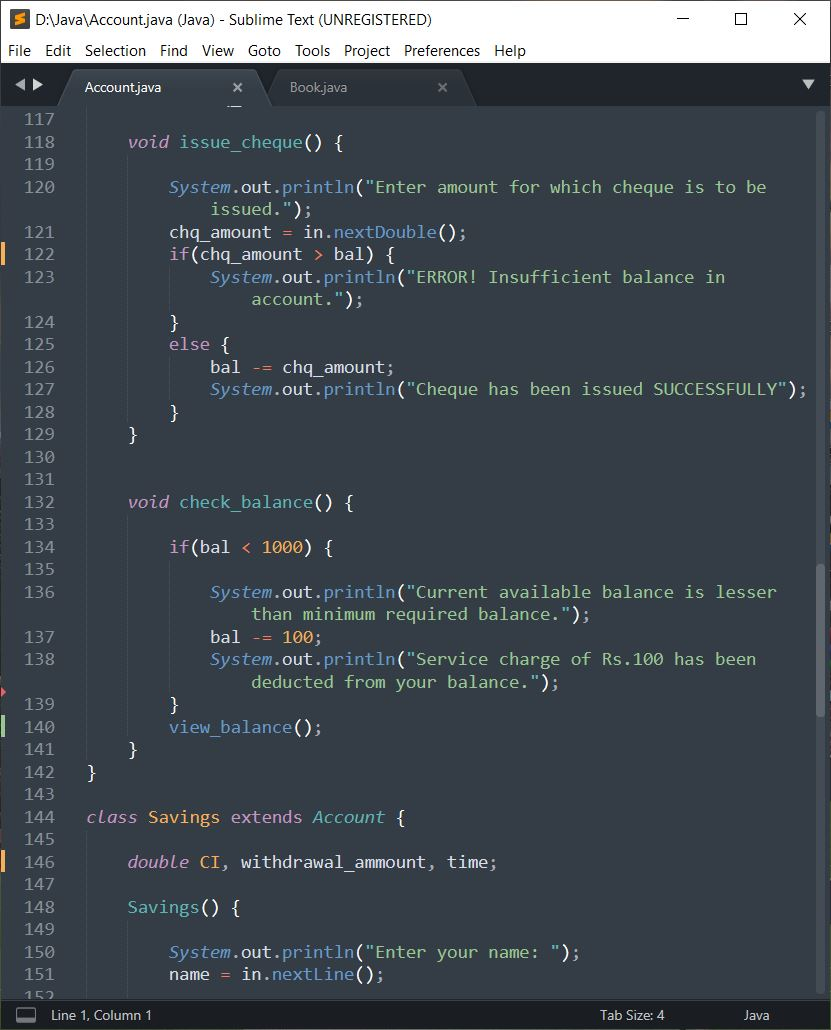 D:\Java\Account.java (Java) - Sublime Text (UNREGISTERED)
File Edit Selection Find View Goto Tools Project Preferences Help
Account.java Book.java
117
118 void issue_cheque() {
119
120 System.out.println("Enter amount for which cheque is to be
issued.");
121 chq_amount = in.nextDouble();
122 if(chq_amount > bal) {
123 System.out.println("ERROR! Insufficient balance in
account.");
124 }
125 else {
126 bal -= chq_amount;
127 System.out.println("Cheque has been issued SUCCESSFULLY");
128 }
129 }
130
131
132 void check_balance() {
133
134 if(bal < 1000) {
135
136 System.out.println("Current available balance is lesser
than minimum required balance.");
137 bal -= 100;
138 System.out.println("Service charge of Rs.100 has been
deducted from your balance.");
139 }
140 view_balance();
141 }
142 }
143
144 class Savings extends Account {
145
146 double CI, withdrawal_ammount, time;
147
148 Savings() {
149
150 System.out.println("Enter your name: ");
151 name = in.nextLine();
152
Line 1, Column 1 Tab Size: 4 Java